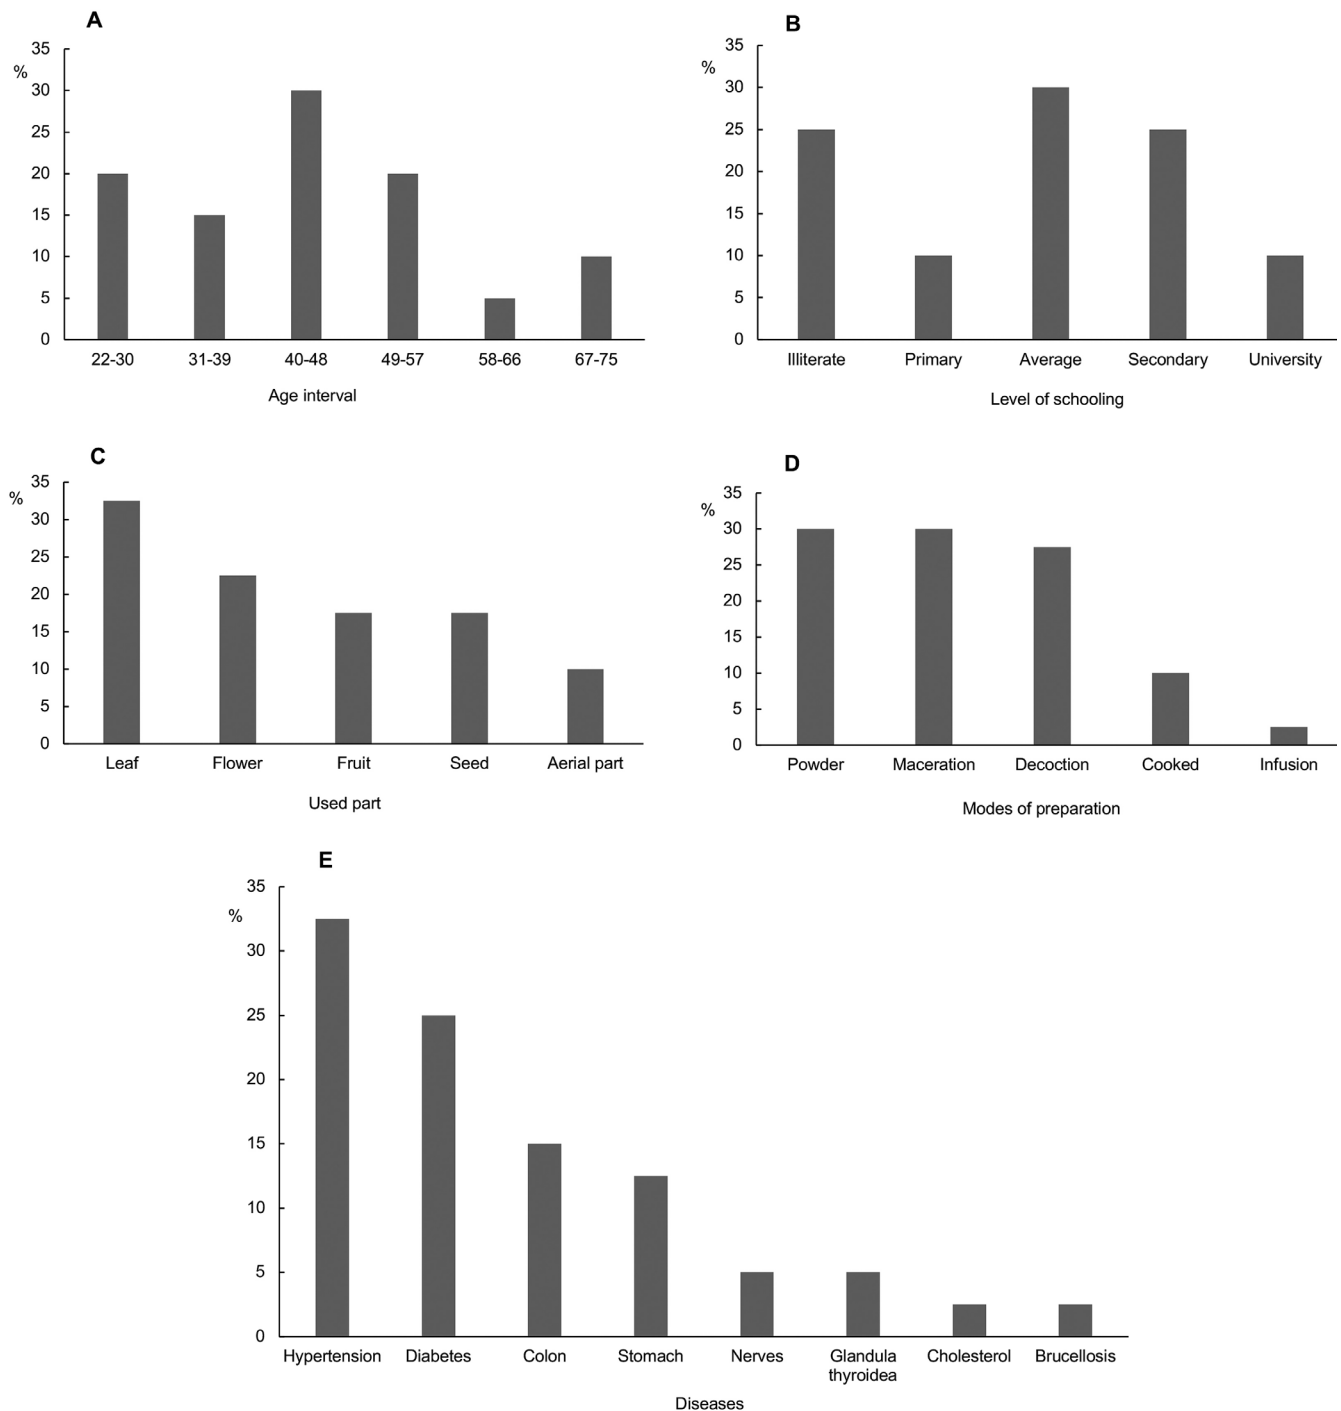 A
35
%
30
25
20
15
10
5
0
22-30 31-39 40-48 49-57 58-66 67-75
Age interval
B
35
%
30
25
20
15
10
5
0
Illiterate Primary Average Secondary University
Level of schooling
C
35
%
30
25
20
15
10
5
0
Leaf Flower Fruit Seed Aerial part
Used part
D
35
%
30
25
20
15
10
5
0
Powder Maceration Decoction Cooked Infusion
Modes of preparation
E
35
%
30
25
20
15
10
5
0
Hypertension Diabetes Colon Stomach Nerves Glandula Cholesterol Brucellosis
thyroidea
Diseases